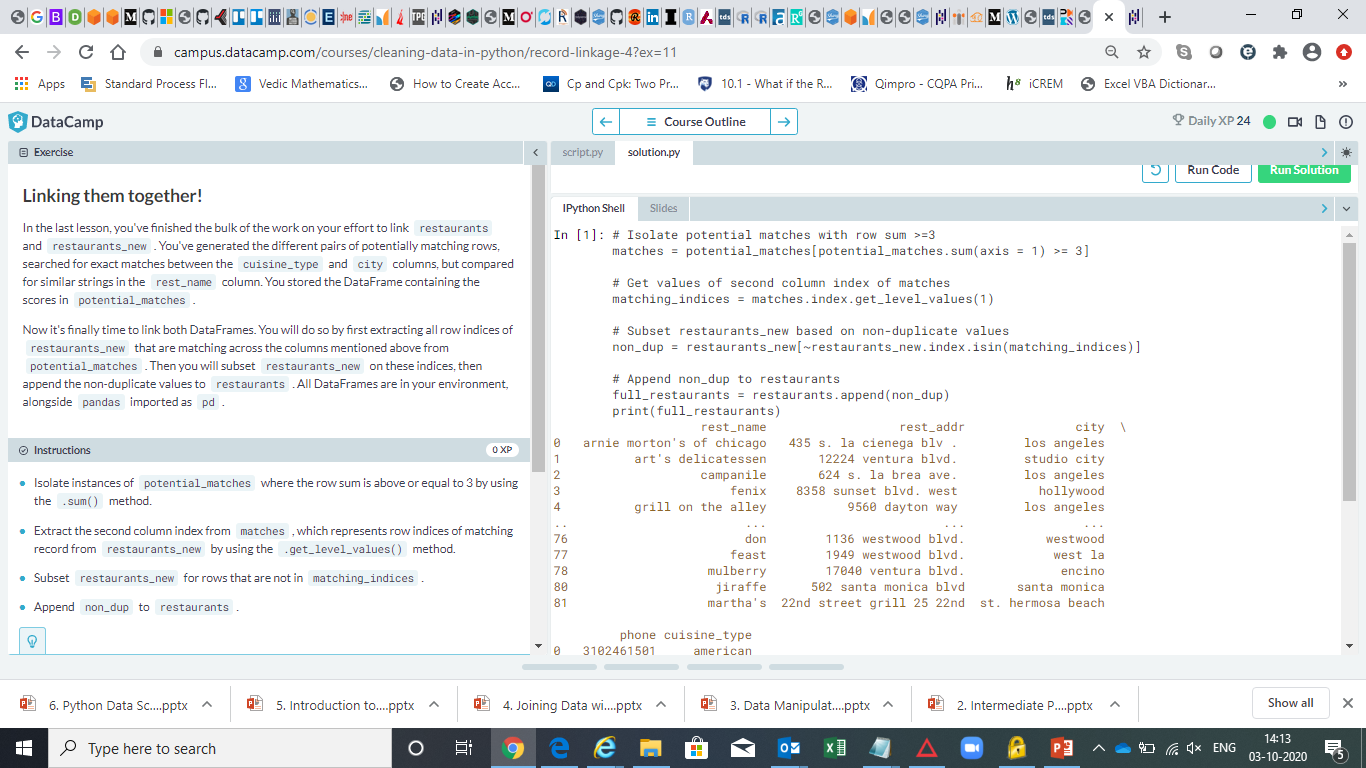 campus.datacamp.com/courses/cleaning-data-in-python/record-linkage-4?ex=11
Apps
Standard Process Fl...
Vedic Mathematics...
How to Create Acc...
Cp and Cpk: Two Pr...
10.1 - What if the R...
Qimpro - CQPA Pri...
iCREM
Excel VBA Dictionar...
»
DataCamp
Course Outline
Daily XP 24
Exercise
script.py
solution.py
Run Code
Run Solution
Linking them together!
In the last lesson, you've finished the bulk of the work on your effort to link restaurants
and restaurants_new . You've generated the different pairs of potentially matching rows,
searched for exact matches between the cuisine_type and city columns, but compared
for similar strings in the rest_name column. You stored the DataFrame containing the
scores in potential_matches .
Now it's finally time to link both DataFrames. You will do so by first extracting all row indices of
restaurants_new that are matching across the columns mentioned above from
potential_matches . Then you will subset restaurants_new on these indices, then
append the non-duplicate values to restaurants . All DataFrames are in your environment,
alongside pandas imported as pd .
Instructions
0 XP
Isolate instances of potential_matches where the row sum is above or equal to 3 by using
the .sum() method.
Extract the second column index from matches , which represents row indices of matching
record from restaurants_new by using the .get_level_values() method.
Subset restaurants_new for rows that are not in matching_indices .
Append non_dup to restaurants .
IPython Shell
Slides
In [1]: # Isolate potential matches with row sum >=3
matches = potential_matches[potential_matches.sum(axis = 1) >= 3]
# Get values of second column index of matches
matching_indices = matches.index.get_level_values(1)
# Subset restaurants_new based on non-duplicate values
non_dup = restaurants_new[~restaurants_new.index.isin(matching_indices)]
# Append non_dup to restaurants
full_restaurants = restaurants.append(non_dup)
print(full_restaurants)
rest_name rest_addr city \
0 arnie morton's of chicago 435 s. la cienega blv . los angeles
1 art's delicatessen 12224 ventura blvd. studio city
2 campanile 624 s. la brea ave. los angeles
3 fenix 8358 sunset blvd. west hollywood
4 grill on the alley 9560 dayton way los angeles
.. ... ... ...
76 don 1136 westwood blvd. westwood
77 feast 1949 westwood blvd. west la
78 mulberry 17040 ventura blvd. encino
80 jiraffe 502 santa monica blvd santa monica
81 martha's 22nd street grill 25 22nd st. hermosa beach
phone cuisine_type
0 3102461501 american
6. Python Data Sc....pptx
5. Introduction to....pptx
4. Joining Data wi....pptx
3. Data Manipulat....pptx
2. Intermediate P....pptx
Show all
Type here to search
ENG
14:13
03-10-2020
5